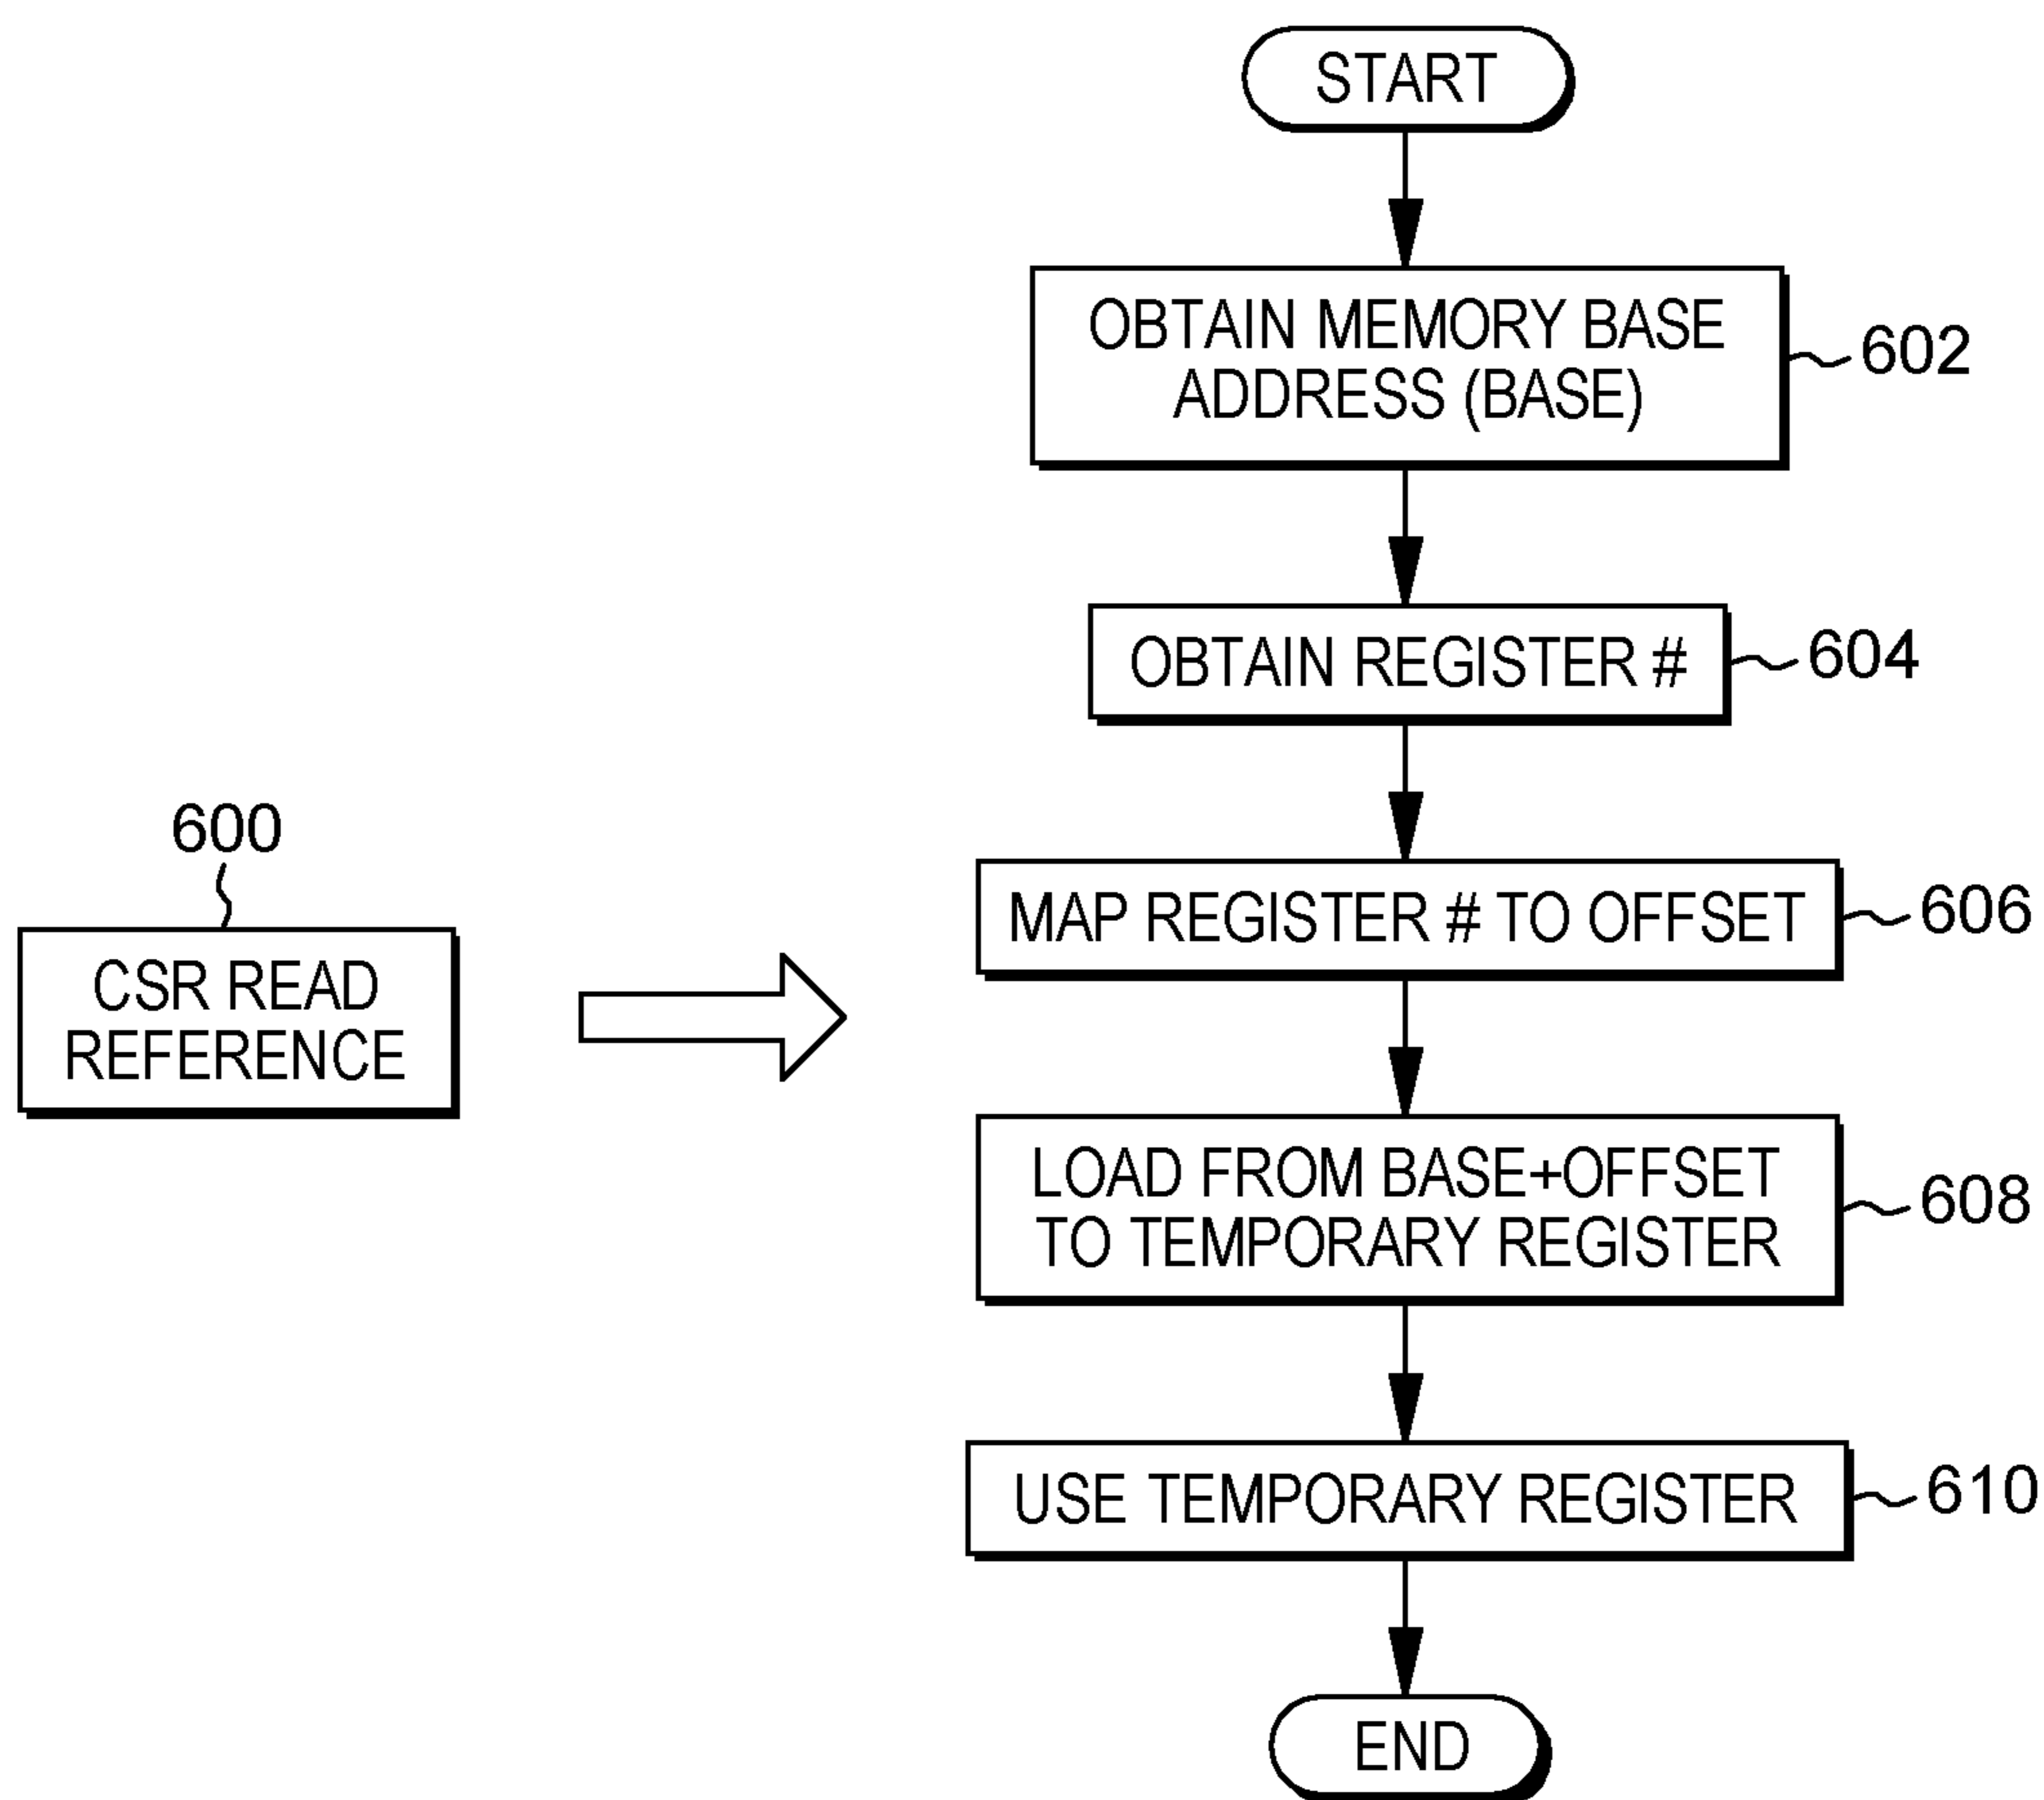 START
OBTAIN MEMORY BASE
ADDRESS (BASE)
602
OBTAIN REGISTER #
604
600
CSR READ
REFERENCE
MAP REGISTER # TO OFFSET
606
LOAD FROM BASE+OFFSET
TO TEMPORARY REGISTER
608
USE TEMPORARY REGISTER
610
END